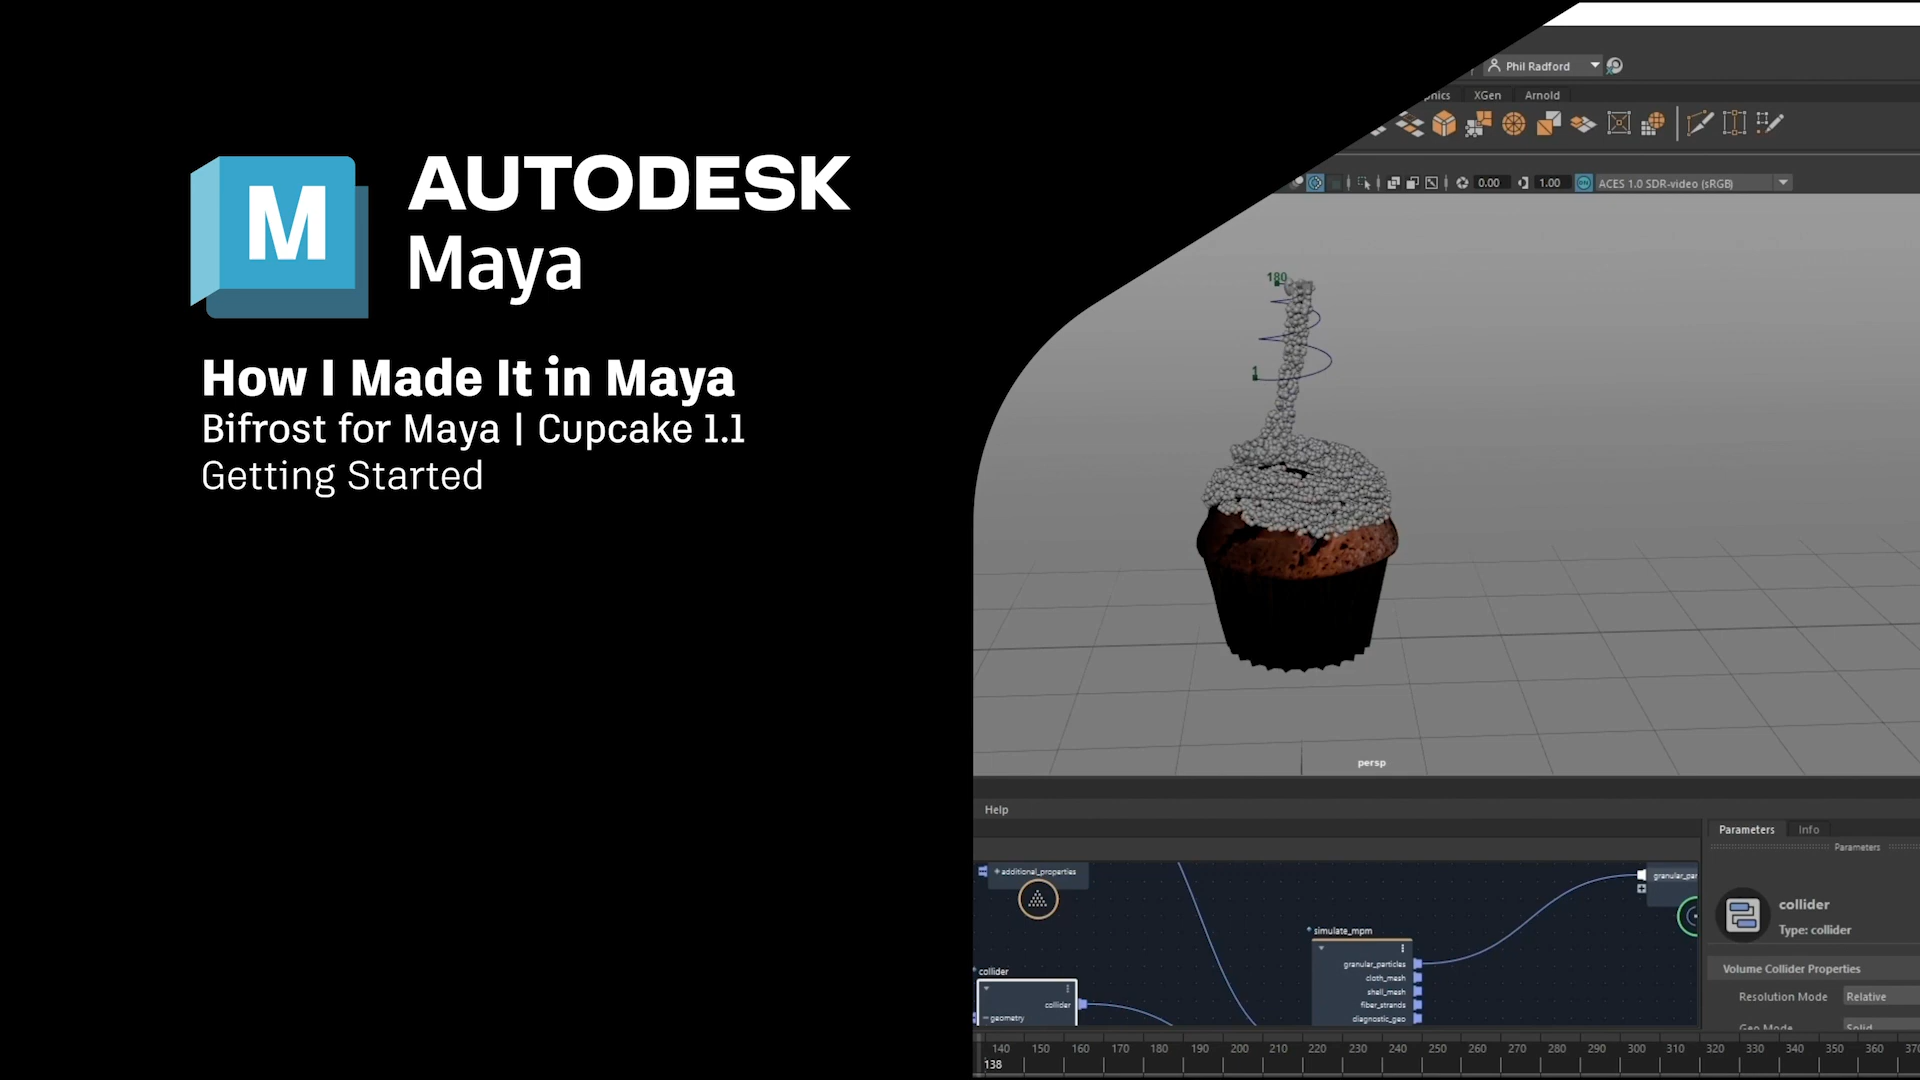 M
AUTODESK
Maya
How I Made It in Maya
Bifrost for Maya | Cupcake 1.1
Getting Started
Phil Radford
XGen Arnold
0.00 1.00 ACES 1.0 SDR-video (sRGB)
180
1
persp
Help
Parameters Info
Parameters
additional_properties
collider
collider
geometry
simulate_mpm
granular_particles
cloth_mesh
shell_mesh
fiber_strands
diagnostic_geo
collider
Type: collider
Volume Collider Properties
Resolution Mode Relative
Geo Mode Solid
140 150 160 170 180 190 200 210 220 230 240 250 260 270 280 290 300 310 320 330 340 350 360
138